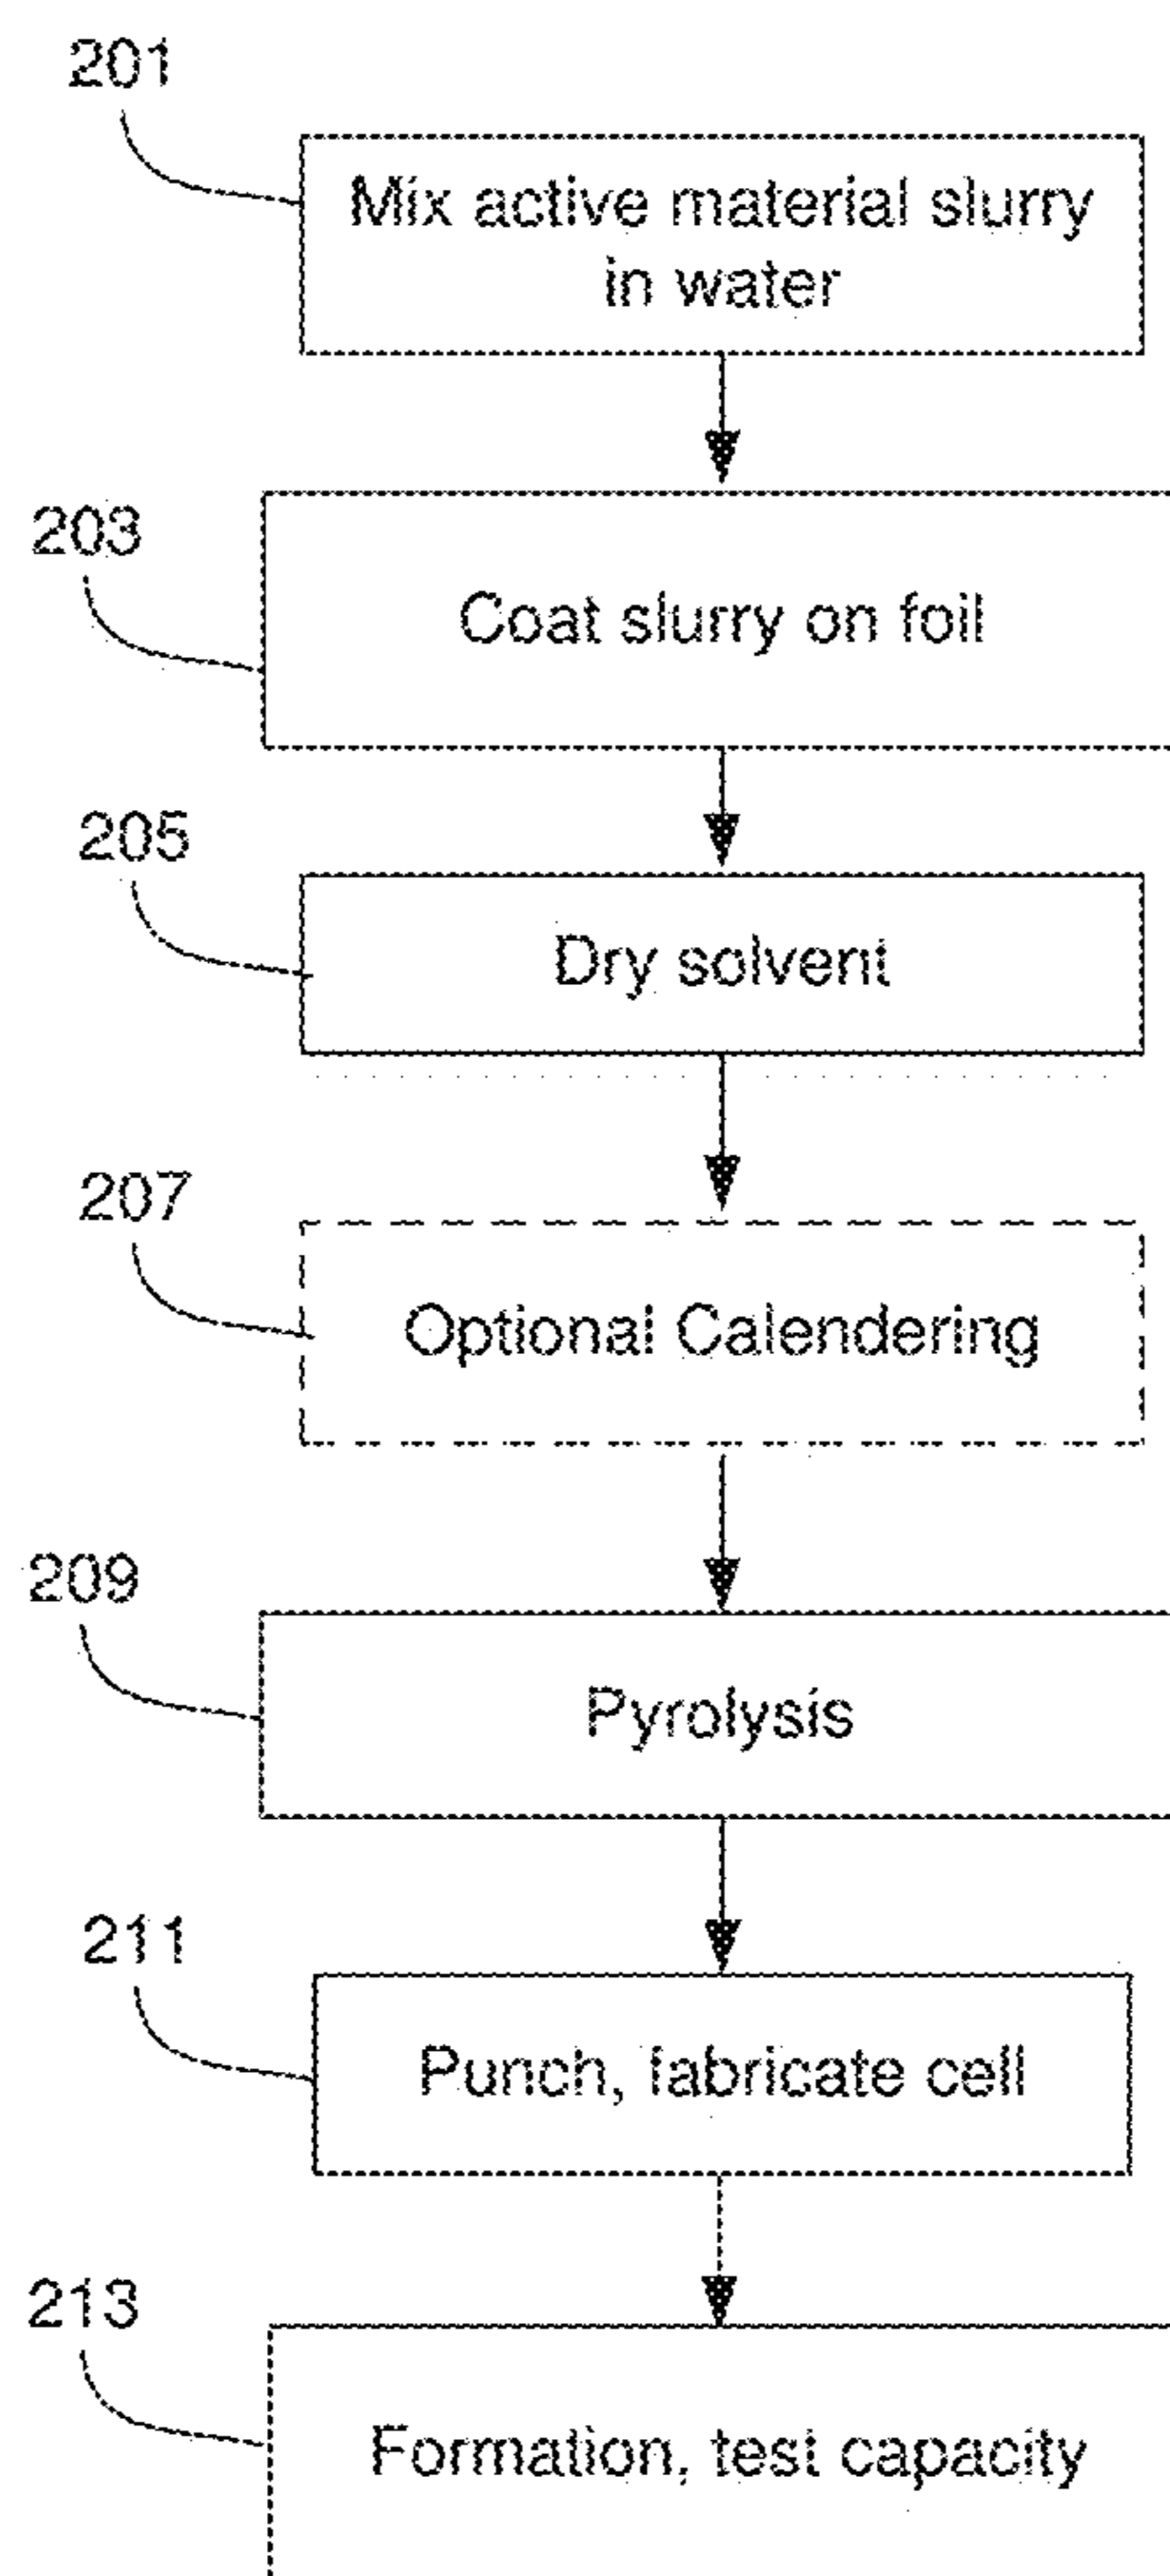 201
Mix active material slurry
in water
203
Coat slurry on foil
205
Dry solvent
207
Optional Calendering
209
Pyrolysis
211
Punch, fabricate cell
213
Formation, test capacity